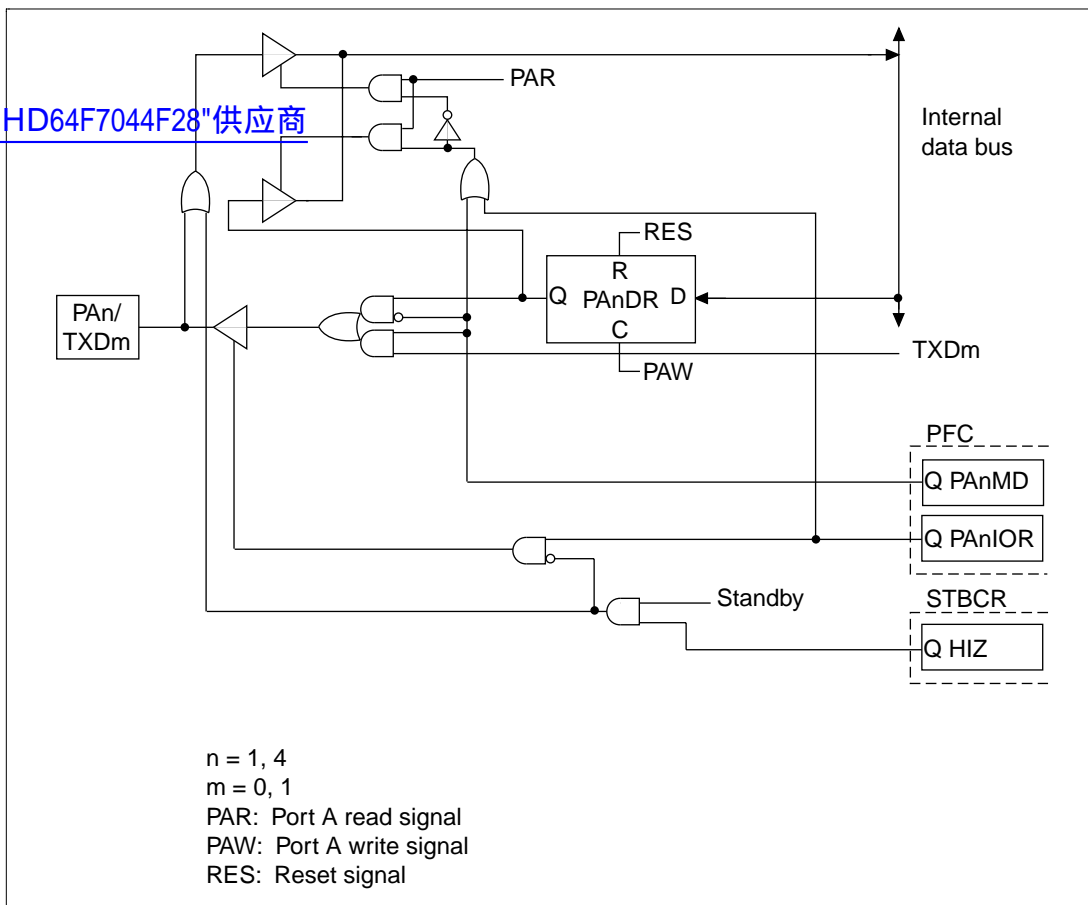 PAR
HD64F7044F28"供应商
Internal
data bus
RES
R
Q PAnDR D
C
PAn/
TXDm
TXDm
PAW
PFC
Q PAnMD
Q PAnIOR
Standby
STBCR
Q HIZ
n = 1, 4
m = 0, 1
PAR: Port A read signal
PAW: Port A write signal
RES: Reset signal